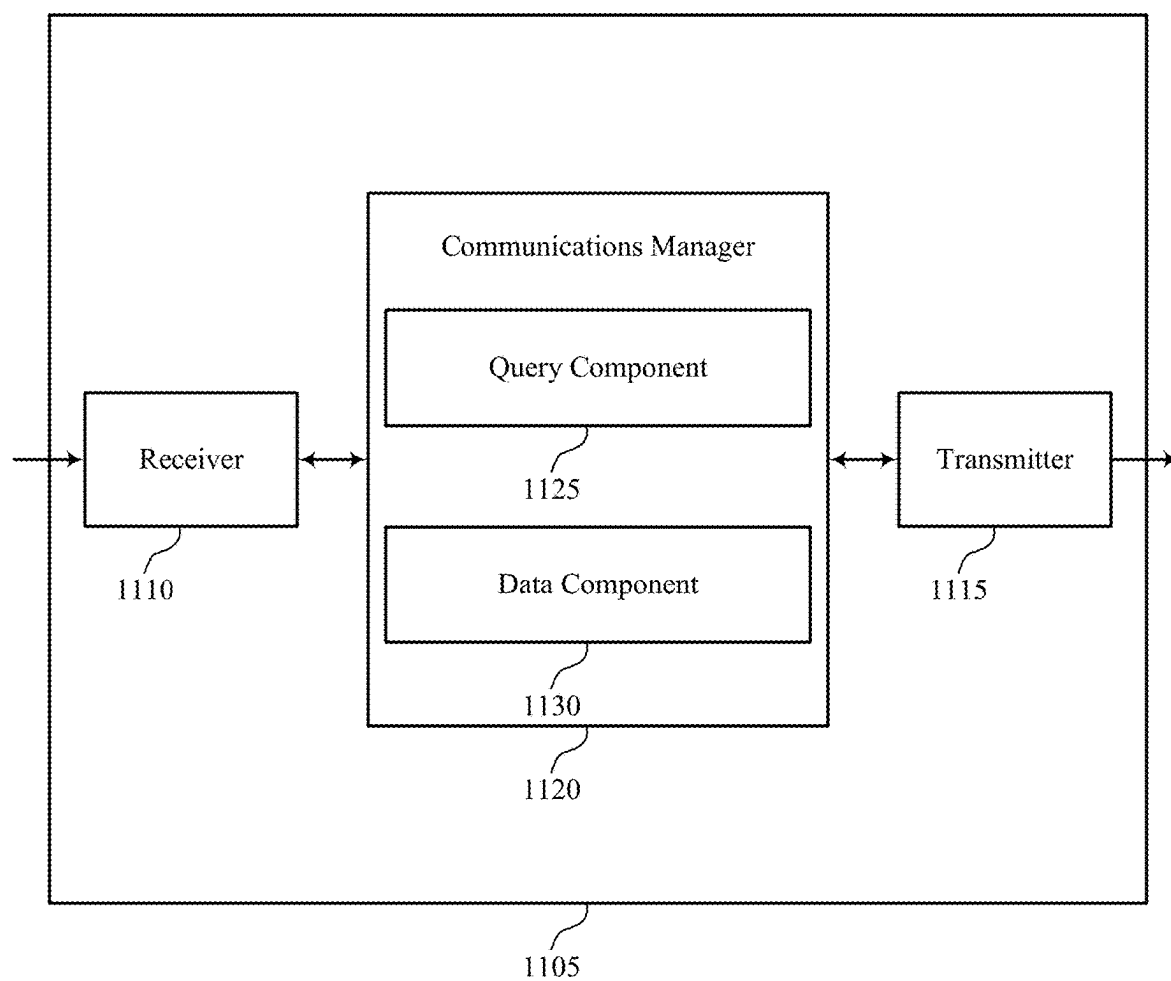 Communications Manager
Query Component
1125
Receiver
1110
Transmitter
1115
Data Component
1130
1120
1105